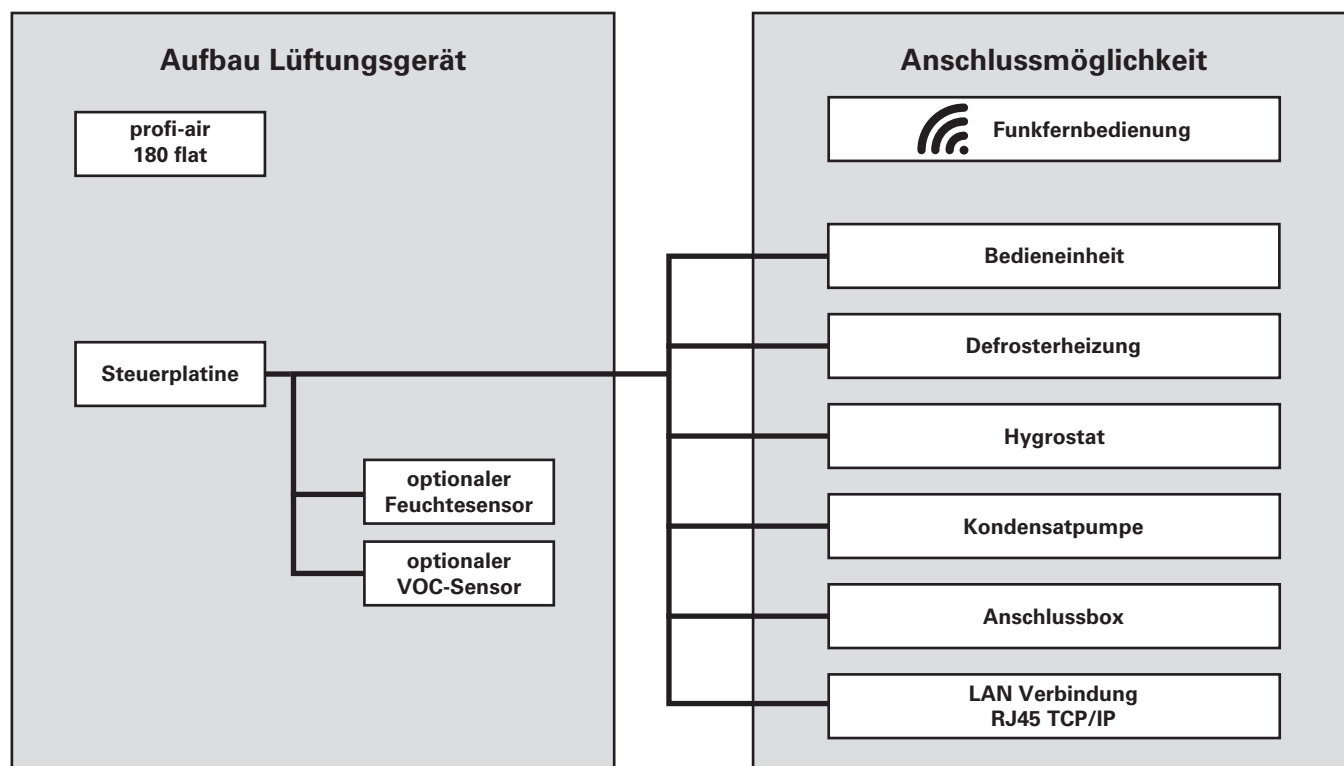 Aufbau Lüftungsgerät
profi-air
180 flat
Steuerplatine
optionaler
Feuchtesensor
optionaler
VOC-Sensor
Anschlussmöglichkeit
Funkfernbedienung
Bedieneinheit
Defrosterheizung
Hygrostat
Kondensatpumpe
Anschlussbox
LAN Verbindung
RJ45 TCP/IP